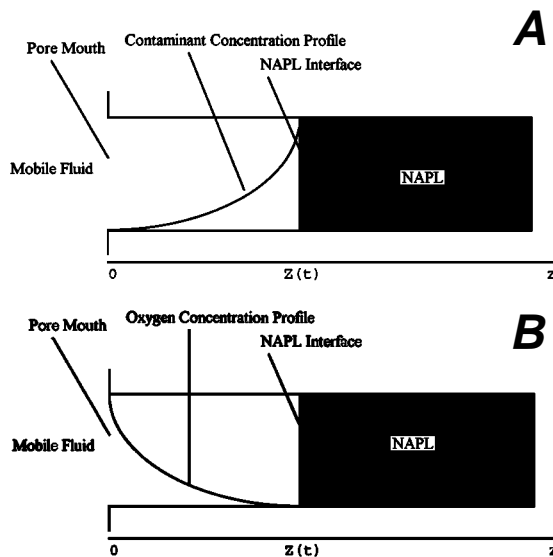 A
Contaminant Concentration Profile
Pore Mouth
NAPL Interface
Mobile Fluid
NAPL
0 Z(t) z
B
Oxygen Concentration Profile
Pore Mouth
NAPL Interface
Mobile Fluid
NAPL
0 Z(t) z